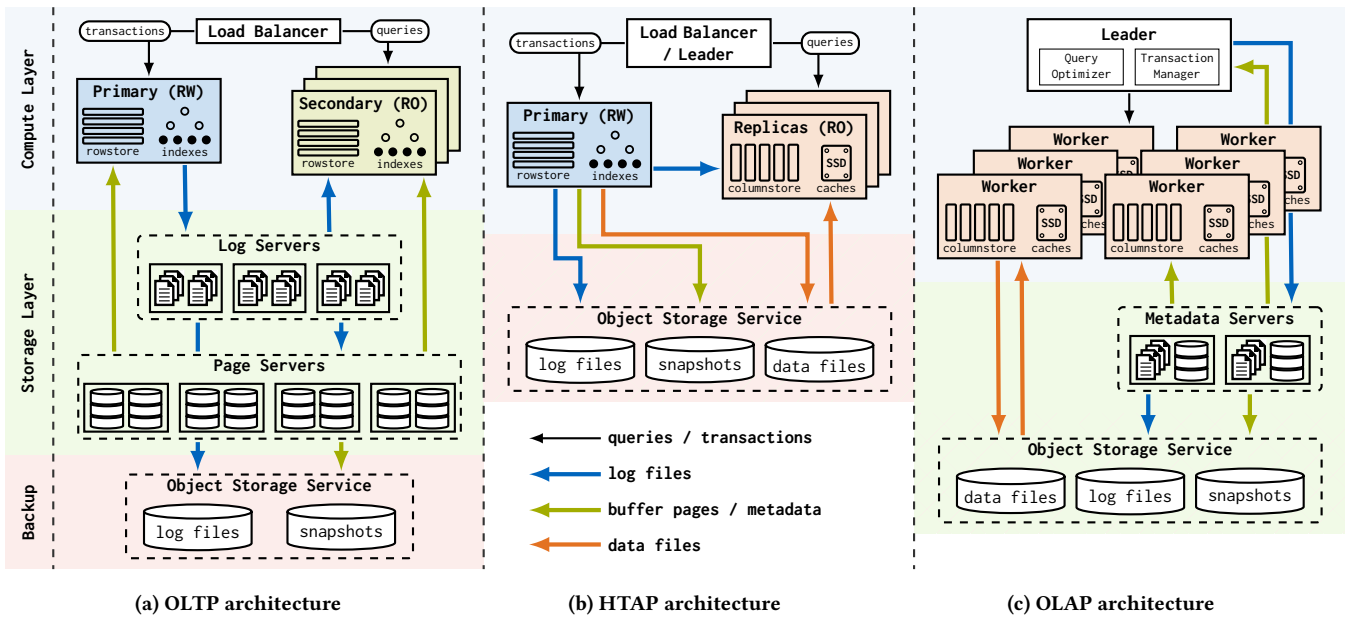 Compute Layer
Storage Layer
Backup
transactions
Load Balancer
queries
Primary (RW)
rowstore
indexes
Secondary (RO)
rowstore
indexes
Log Servers
Page Servers
Object Storage Service
log files
snapshots
(a) OLTP architecture
transactions
Load Balancer
/ Leader
queries
Primary (RW)
rowstore
indexes
Replicas (RO)
SSD
columnstore
caches
Object Storage Service
log files
snapshots
data files
queries / transactions
log files
buffer pages / metadata
data files
(b) HTAP architecture
Leader
Query
Optimizer
Transaction
Manager
Worker
Worker
Worker
Worker
Worker
Worker
SSD
SSD
SSD
SSD
columnstore
caches
columnstore
caches
Metadata Servers
Object Storage Service
data files
log files
snapshots
(c) OLAP architecture